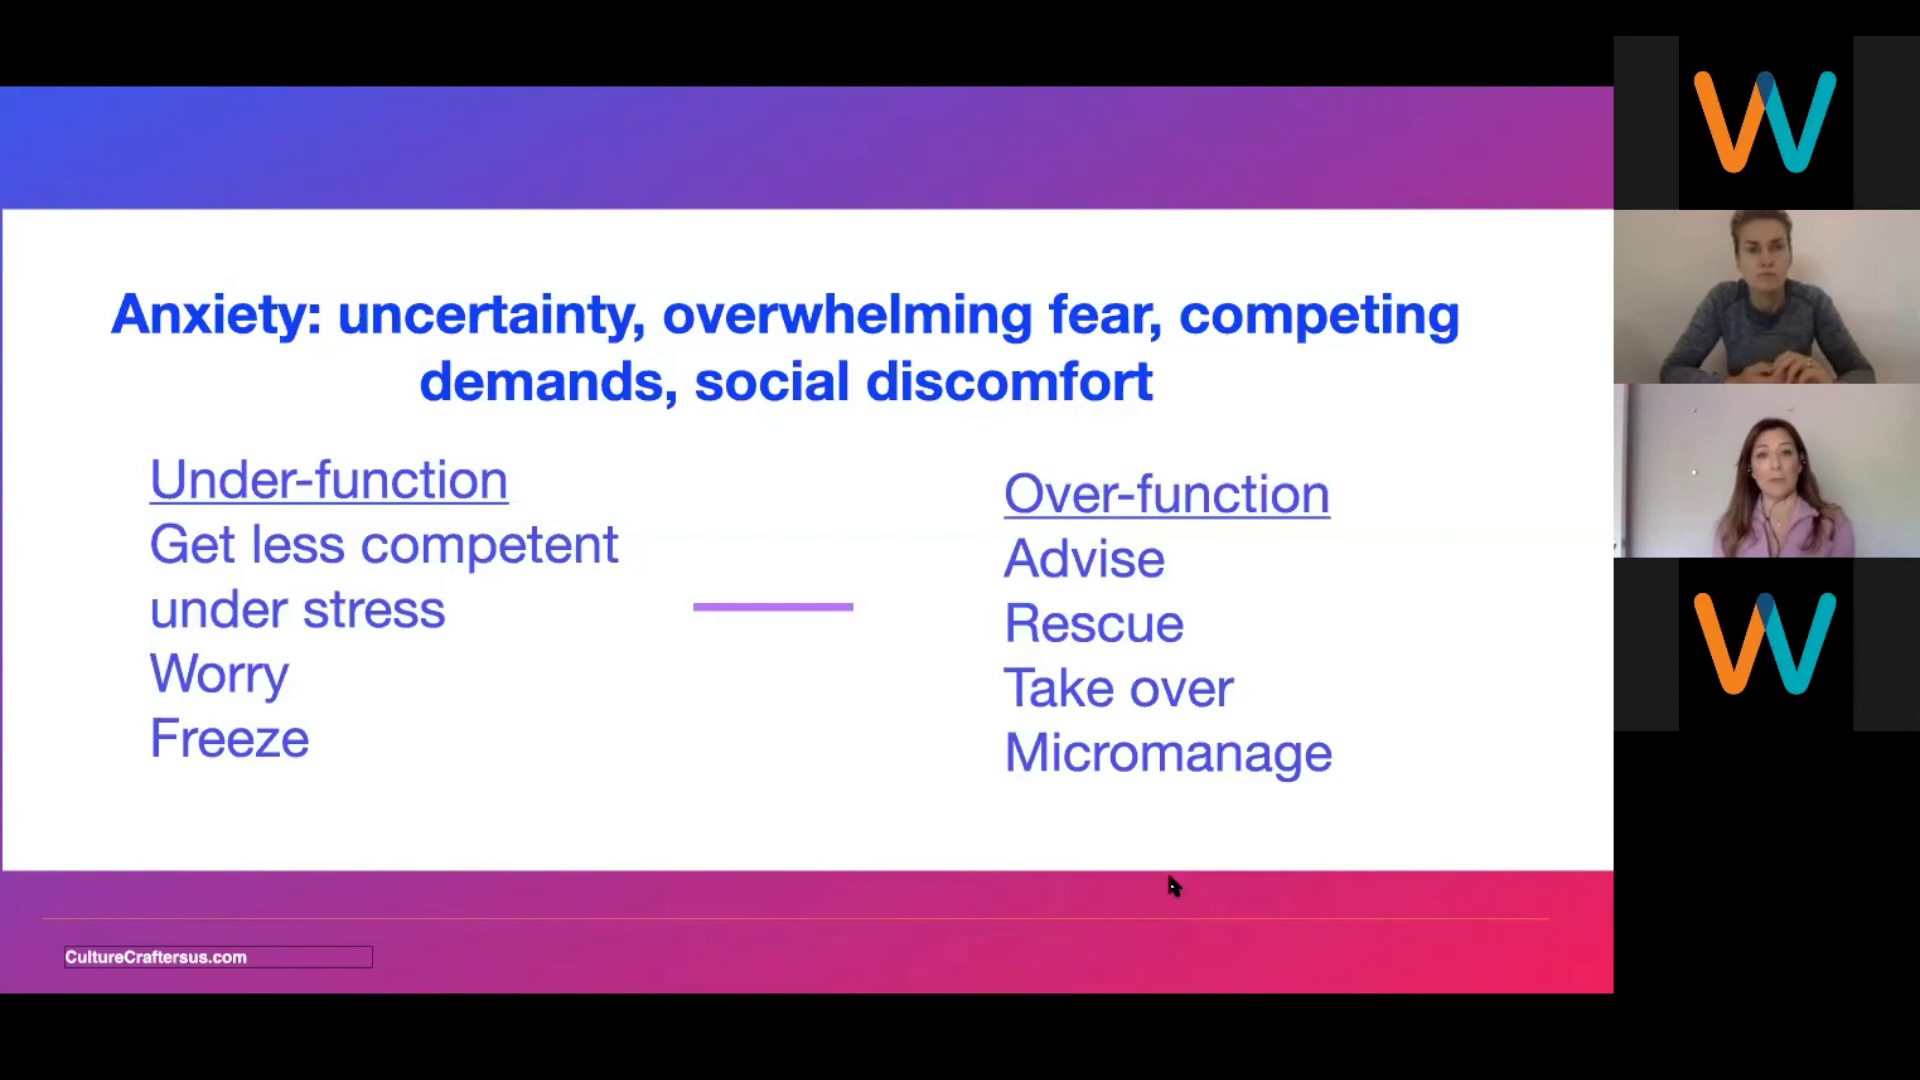 Anxiety: uncertainty, overwhelming fear, competing
demands, social discomfort
Under-function
Get less competent
under stress
Worry
Freeze
Over-function
Advise
Rescue
Take over
Micromanage
CultureCraftersus.com